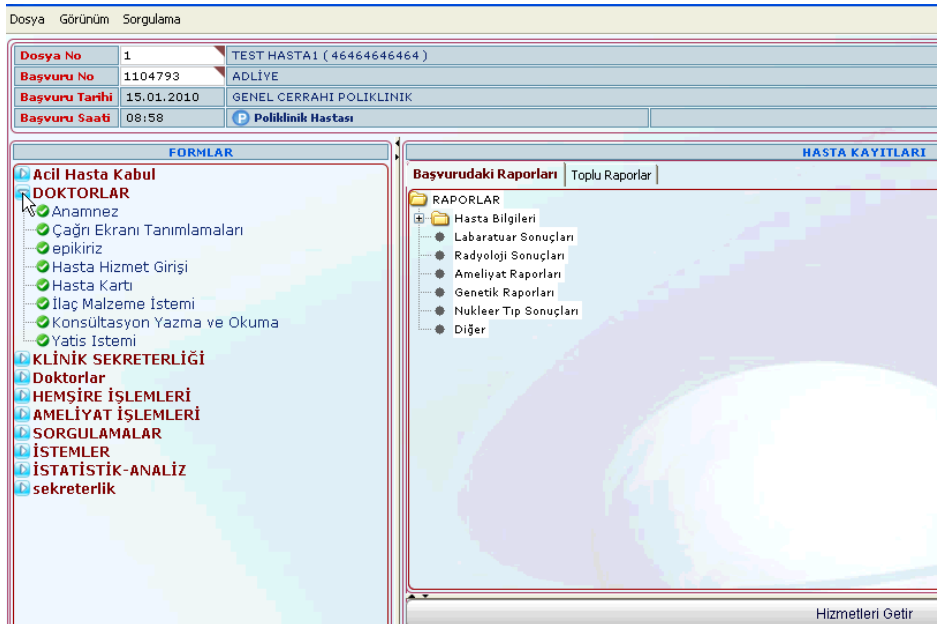 Dosya Görünüm Sorgulama
Dosya No 1 TEST HASTA1 ( 46464646464 )
Başvuru No 1104793 ADLİYE
Başvuru Tarihi 15.01.2010 GENEL CERRAHI POLIKLINIK
Başvuru Saati 08:58 P Poliklinik Hastası
FORMLAR
Acil Hasta Kabul
DOKTORLAR
Anamnez
Çağrı Ekranı Tanımlamaları
epikiriz
Hasta Hizmet Girişi
Hasta Kartı
İlaç Malzeme İstemi
Konsültasyon Yazma ve Okuma
Yatis Istemi
KLİNİK SEKRETERLİĞİ
Doktorlar
HEMŞİRE İŞLEMLERİ
AMELİYAT İŞLEMLERİ
SORGULAMALAR
İSTEMLER
İSTATİSTİK-ANALİZ
sekreterlik
HASTA KAYITLARI
Başvurudaki Raporları Toplu Raporlar
RAPORLAR
Hasta Bilgileri
Labaratuar Sonuçları
Radyoloji Sonuçları
Ameliyat Raporları
Genetik Raporları
Nukleer Tıp Sonuçları
Diğer
Hizmetleri Getir